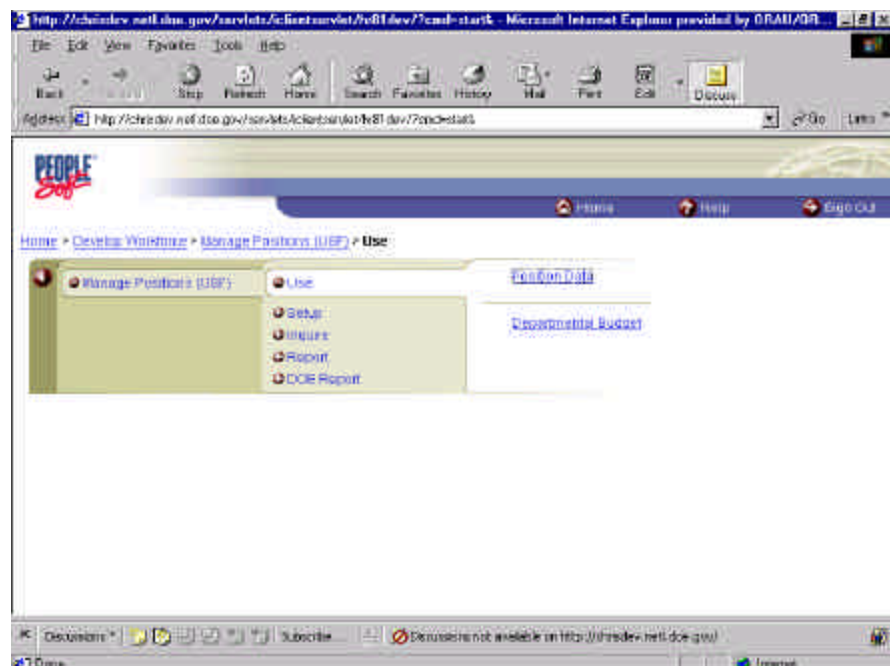 http://chrisdev.netl.doe.gov/servlets/iclientservlet/hr81dev/?cmd=start& - Microsoft Internet Explorer provided by ORAU/OR...
File Edit View Favorites Tools Help
Back Stop Refresh Home Search Favorites History Mail Print Edit Discuss
Address http://chrisdev.netl.doe.gov/servlets/iclientservlet/hr81dev/?cmd=start& Go Links »
PEOPLE
Soft
Home Help Sign Out
Home > Develop Workforce > Manage Positions (USF) > Use
Manage Positions (USF) Use Position Data
Setup
Inquire Departmental Budget
Report
DOE Report
Discussions Subscribe... Discussions not available on http://chrisdev.netl.doe.gov/
Done Internet